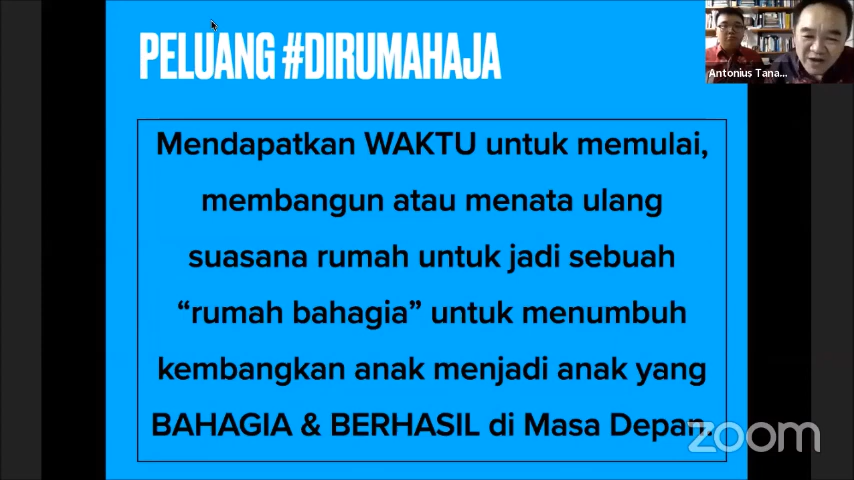 PELUANG #DIRUMAHAJA
Antonius Tana...
Mendapatkan WAKTU untuk memulai,
membangun atau menata ulang
suasana rumah untuk jadi sebuah
“rumah bahagia” untuk menumbuh
kembangkan anak menjadi anak yang
BAHAGIA & BERHASIL di Masa Depan.
zoom